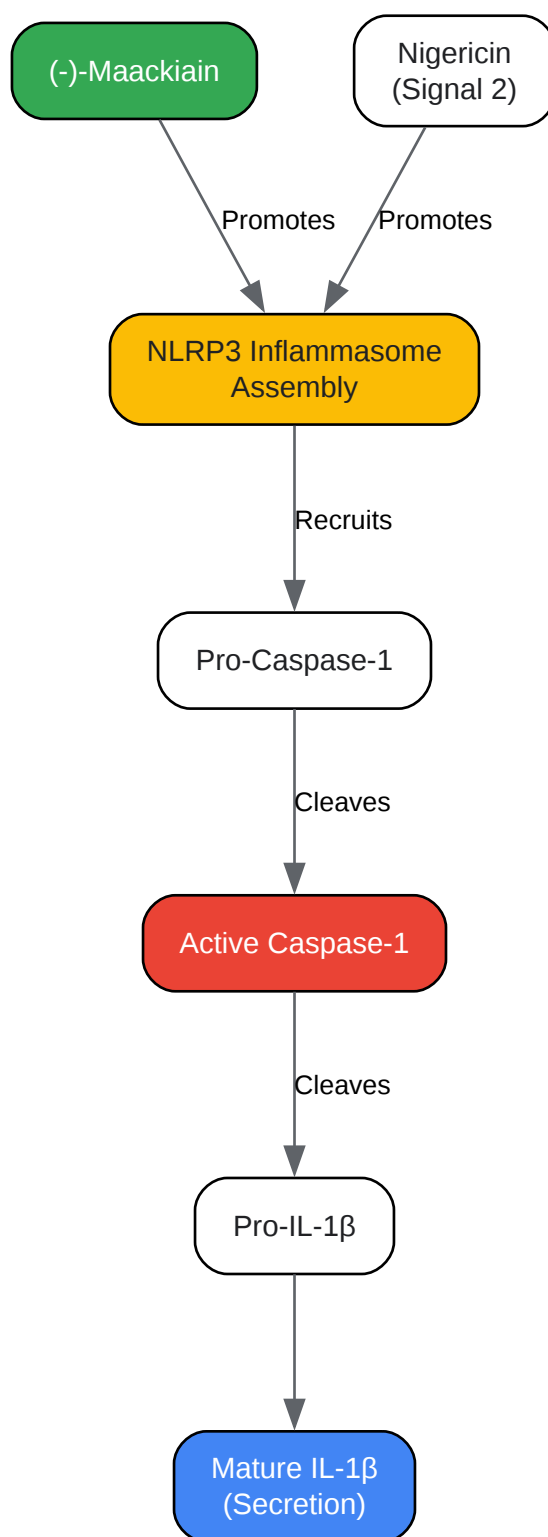 (-)-Maackiain
Nigericin
(Signal 2)
Promotes
Promotes
NLRP3 Inflammasome
Assembly
Recruits
Pro-Caspase-1
Cleaves
Active Caspase-1
Cleaves
Pro-IL-1β
Mature IL-1β
(Secretion)